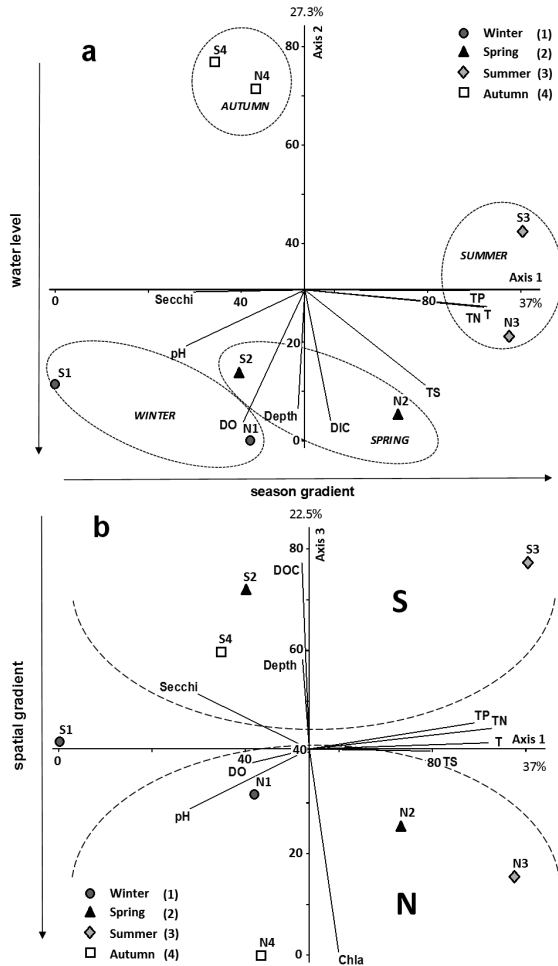 27.3%
a
Axis 2
80
S4
N4
AUTUMN
Winter (1)
Spring (2)
Summer (3)
Autumn (4)
60
water level
40
S3
SUMMER
Axis 1
37%
0
40
80
Secchi
TP
TN T
N3
pH
20
S1
S2
TS
WINTER
DO
N1
Depth
DIC
N2
SPRING
0
season gradient
22.5%
b
Axis 3
80
S3
DOC
S2
S
60
S4
Depth
spatial gradient
Secchi
S1
TP TN
T
Axis 1
37%
0
40
40
80
TS
DO
N1
pH
N2
20
N3
N
Winter (1)
Spring (2)
Summer (3)
Autumn (4)
N4
0
Chla